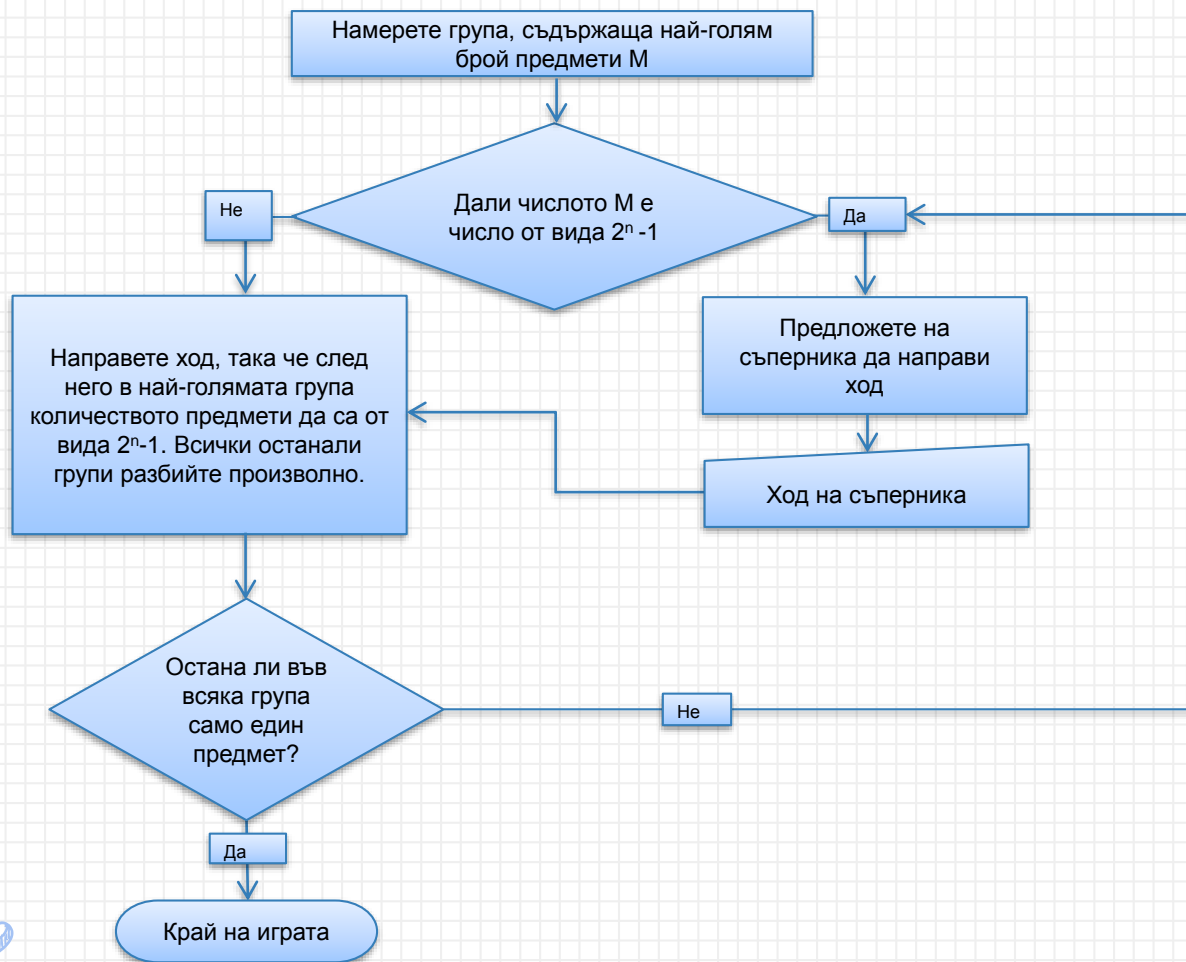 Намерете група, съдържаща най-голям
брой предмети М
Дали числото М е
число от вида 2ⁿ -1
Не
Да
Направете ход, така че след
него в най-голямата група
количеството предмети да са от
вида 2ⁿ-1. Всички останали
групи разбийте произволно.
Предложете на
съперника да направи
ход
Ход на съперника
Остана ли във
всяка група
само един
предмет?
Не
Да
Край на играта